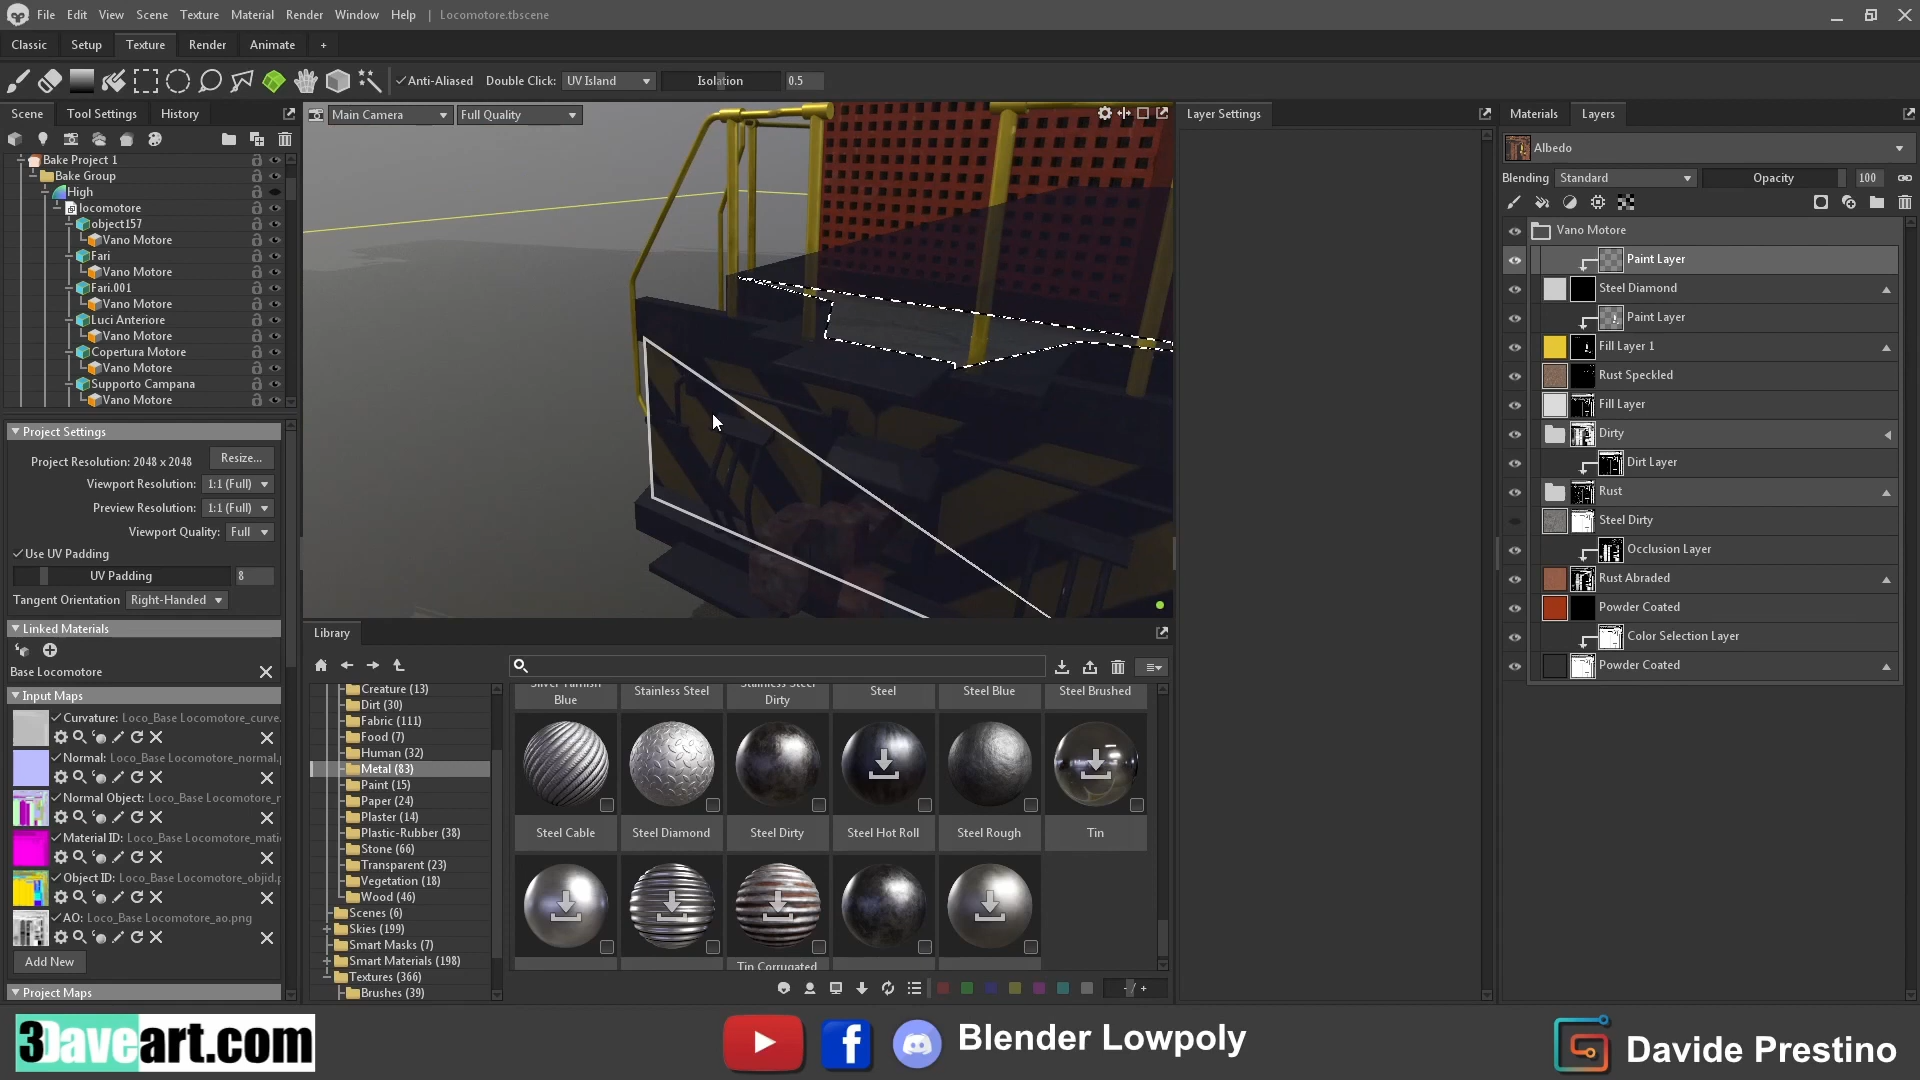 File Edit View Scene Texture Material Render Window Help | Locomotore.tbscene
Classic Setup Texture Render Animate +
Anti-Aliased Double Click: UV Island Isolation 0.5
Scene Tool Settings History
Main Camera Full Quality
Layer Settings
Materials Layers
Albedo
Blending Standard Opacity 100
Bake Project 1
Bake Group
High
locomotore
object157
Vano Motore
Fari
Vano Motore
Fari.001
Vano Motore
Luci Anteriore
Vano Motore
Copertura Motore
Vano Motore
Supporto Campana
Vano Motore
Project Settings
Project Resolution: 2048 x 2048 Resize...
Viewport Resolution: 1:1 (Full)
Preview Resolution: 1:1 (Full)
Viewport Quality: Full
Use UV Padding
UV Padding 8
Tangent Orientation Right-Handed
Linked Materials
Base Locomotore
Input Maps
Curvature: Loco_Base Locomotore_curve.
Normal: Loco_Base Locomotore_normal.
Normal Object: Loco_Base Locomotore_
Material ID: Loco_Base Locomotore_mati
Object ID: Loco_Base Locomotore_objid.
AO: Loco_Base Locomotore_ao.png
Add New
Project Maps
Library
Creature (13)
Dirt (30)
Fabric (111)
Food (7)
Human (32)
Metal (83)
Paint (15)
Paper (24)
Plaster (14)
Plastic-Rubber (38)
Stone (66)
Transparent (23)
Vegetation (18)
Wood (46)
Scenes (6)
Skies (199)
Smart Masks (7)
Smart Materials (198)
Textures (366)
Brushes (39)
Silver Tarnish Blue
Stainless Steel
Stainless Steel Dirty
Steel
Steel Blue
Steel Brushed
Steel Cable
Steel Diamond
Steel Dirty
Steel Hot Roll
Steel Rough
Tin
Tin Corrugated
- / +
Vano Motore
Paint Layer
Steel Diamond
Paint Layer
Fill Layer 1
Rust Speckled
Fill Layer
Dirty
Dirt Layer
Rust
Steel Dirty
Occlusion Layer
Rust Abraded
Powder Coated
Color Selection Layer
Powder Coated
3Daveart.com
Blender Lowpoly
Davide Prestino